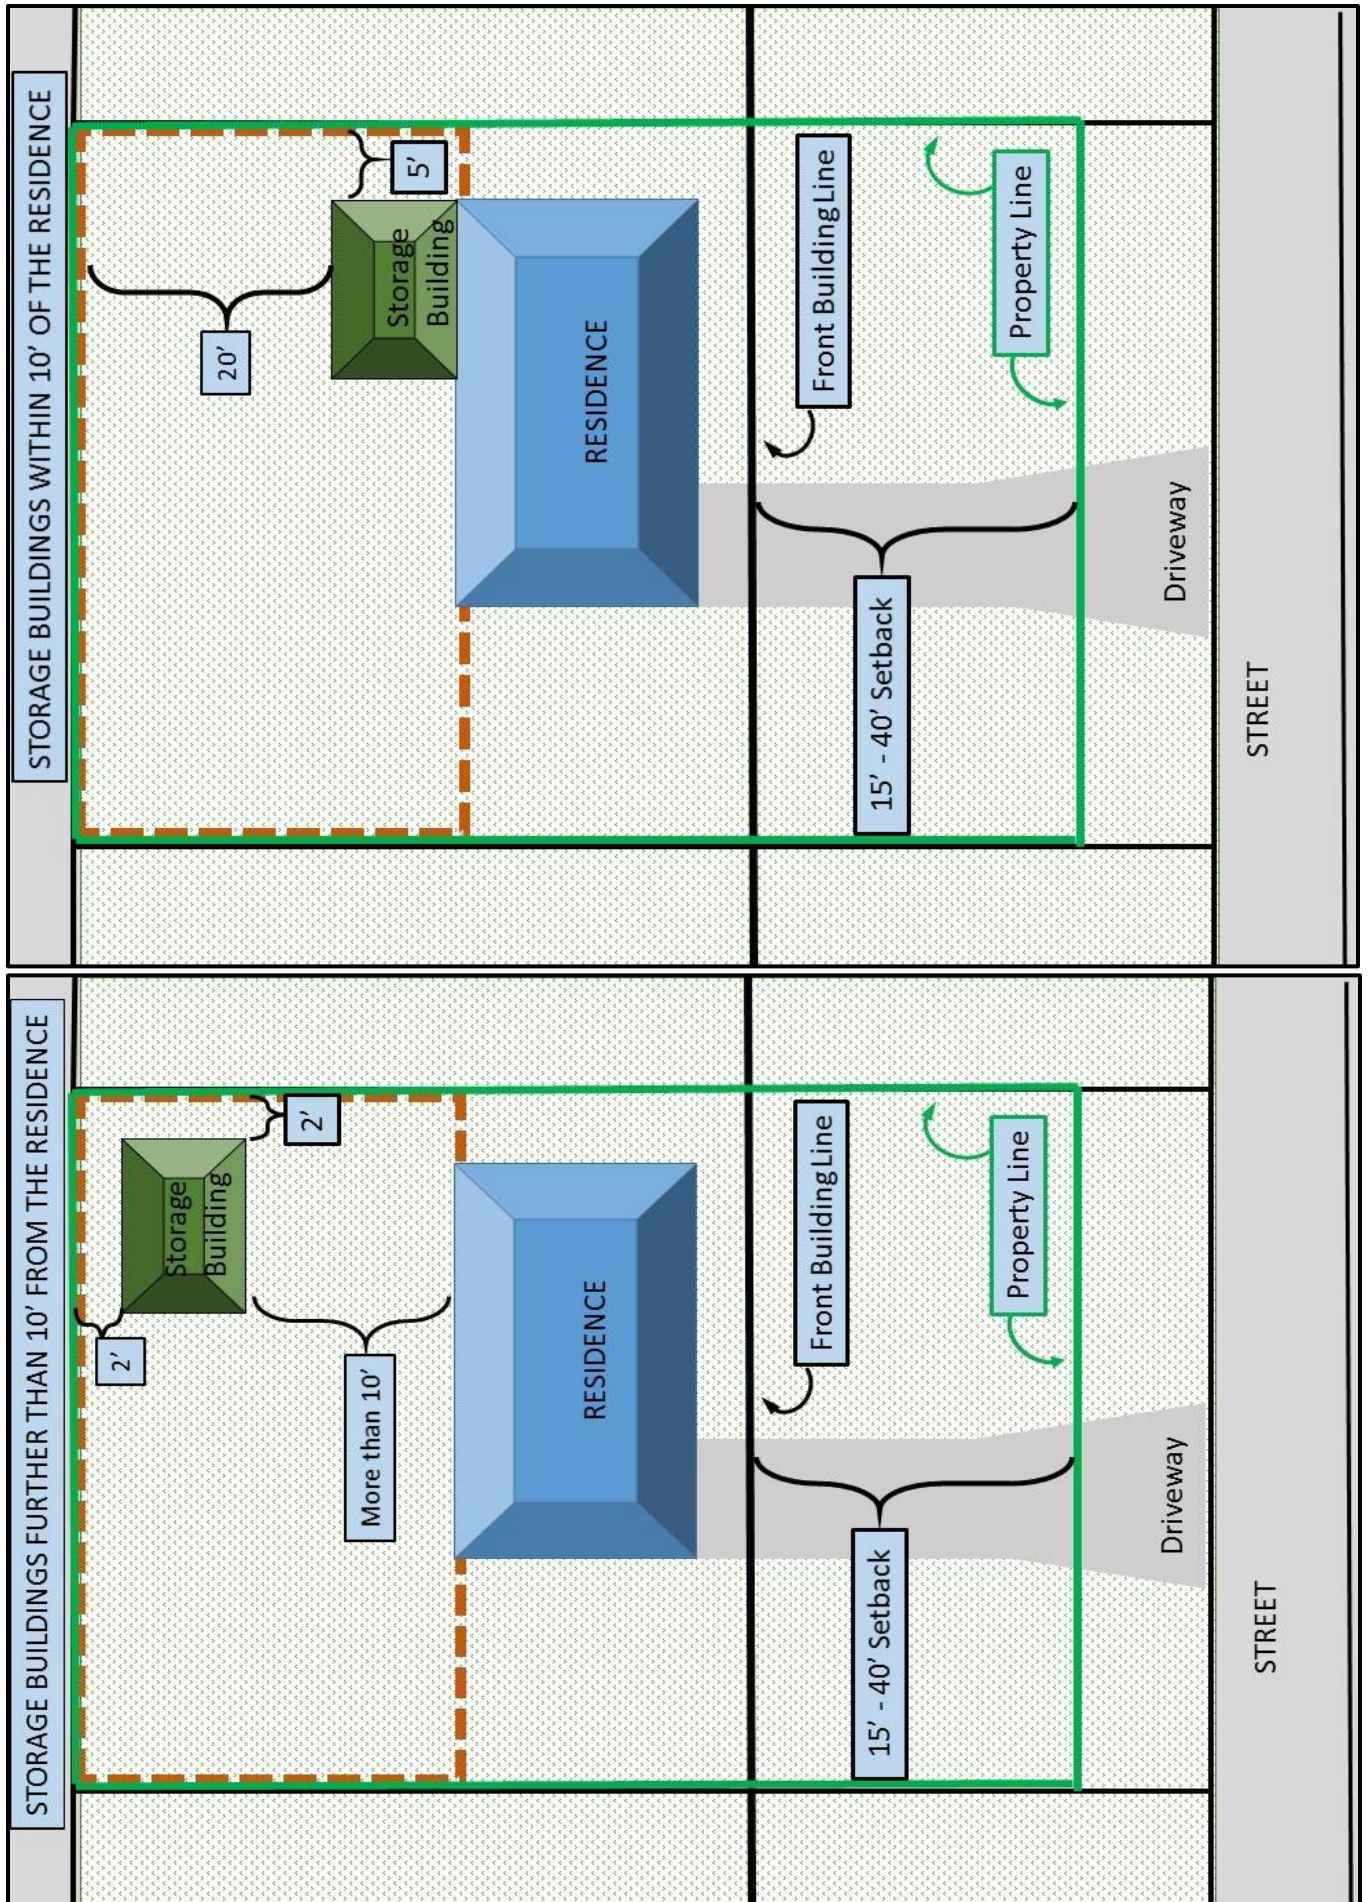 STORAGE BUILDINGS FURTHER THAN 10’ FROM THE RESIDENCE
2’
Storage
Building
2’
More than 10’
RESIDENCE
Front Building Line
15’ - 40’ Setback
Property Line
Driveway
STREET
STORAGE BUILDINGS WITHIN 10’ OF THE RESIDENCE
20’
Storage
Building
5’
RESIDENCE
Front Building Line
15’ - 40’ Setback
Property Line
Driveway
STREET